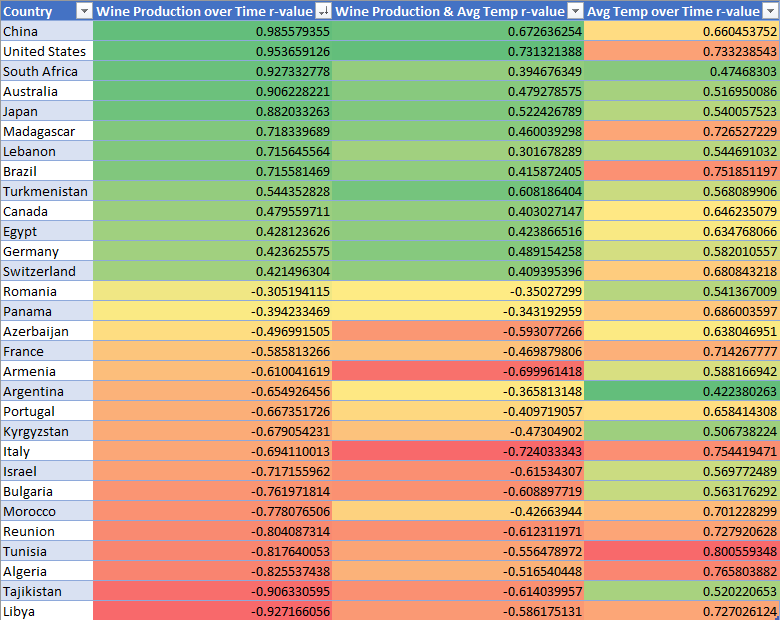 Country Wine Production over Time r-value Wine Production & Avg Temp r-value Avg Temp over Time r-value
China 0.985579355 0.672636254 0.660453752
United States 0.953659126 0.731321388 0.733238543
South Africa 0.927332778 0.394676349 0.47468303
Australia 0.906228221 0.479278575 0.516950086
Japan 0.882033263 0.522426789 0.540057523
Madagascar 0.718339689 0.460039298 0.726527229
Lebanon 0.715645564 0.301678289 0.544691032
Brazil 0.715581469 0.415872405 0.751851197
Turkmenistan 0.544352828 0.608186404 0.568089906
Canada 0.479559711 0.403027147 0.646235079
Egypt 0.428123626 0.423866516 0.634768066
Germany 0.423625575 0.489154258 0.582010557
Switzerland 0.421496304 0.409395396 0.680843218
Romania -0.305194115 -0.35027299 0.541367009
Panama -0.394233469 -0.343192959 0.686003597
Azerbaijan -0.496991505 -0.593077266 0.638046951
France -0.585813266 -0.469879806 0.714267777
Armenia -0.610041619 -0.699961418 0.588166942
Argentina -0.654926456 -0.365813148 0.422380263
Portugal -0.667351726 -0.409719057 0.658414308
Kyrgyzstan -0.679054231 -0.47304902 0.506738224
Italy -0.694110013 -0.724033343 0.754419471
Israel -0.717155962 -0.61534307 0.569772489
Bulgaria -0.761971814 -0.608897719 0.563176292
Morocco -0.778076506 -0.42663944 0.701228299
Reunion -0.804087314 -0.612311971 0.727920628
Tunisia -0.817640053 -0.556478972 0.800559348
Algeria -0.825537438 -0.516540448 0.765803882
Tajikistan -0.906330595 -0.614039957 0.520220653
Libya -0.927166056 -0.586175131 0.727026124